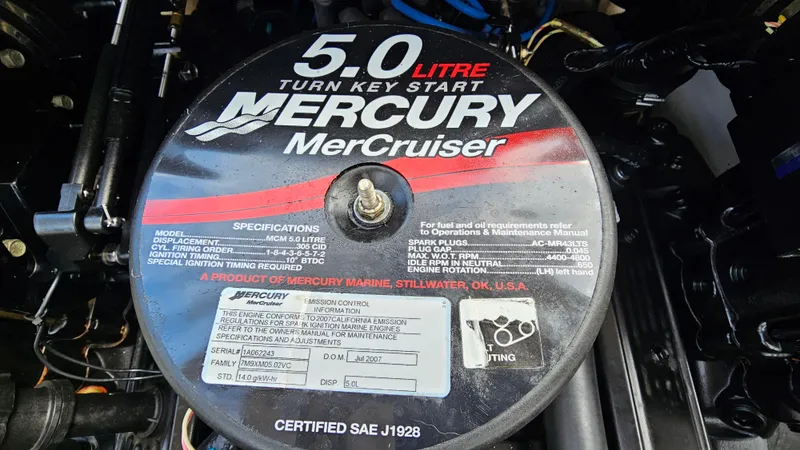 5.0 LITRE
TURN KEY START
MERCURY
MerCruiser
SPECIFICATIONS
MODEL MCM 5.0 LITRE
DISPLACEMENT 305 CID
CYL. FIRING ORDER 1-8-4-3-6-5-7-2
IGNITION TIMING 10° BTDC
SPECIAL IGNITION TIMING REQUIRED
For fuel and oil requirements refer
to Operations & Maintenance Manual
SPARK PLUGS AC-MR43LTS
PLUG GAP 0.045
MAX. W.O.T. RPM 4400-4800
IDLE RPM IN NEUTRAL 650
ENGINE ROTATION (LH) left hand
A PRODUCT OF MERCURY MARINE, STILLWATER, OK, U.S.A.
MERCURY
MerCruiser
EMISSION CONTROL
INFORMATION
THIS ENGINE CONFORMS TO 2007CALIFORNIA EMISSION
REGULATIONS FOR SPARK IGNITION MARINE ENGINES
REFER TO THE OWNERS MANUAL FOR MAINTENANCE
SPECIFICATIONS AND ADJUSTMENTS
SERIAL# 1A062243 D.O.M. Jul 2007
FAMILY 7M9XM05.02VC
STD. 14.0 g/kW-hr DISP. 5.0L
CERTIFIED SAE J1928